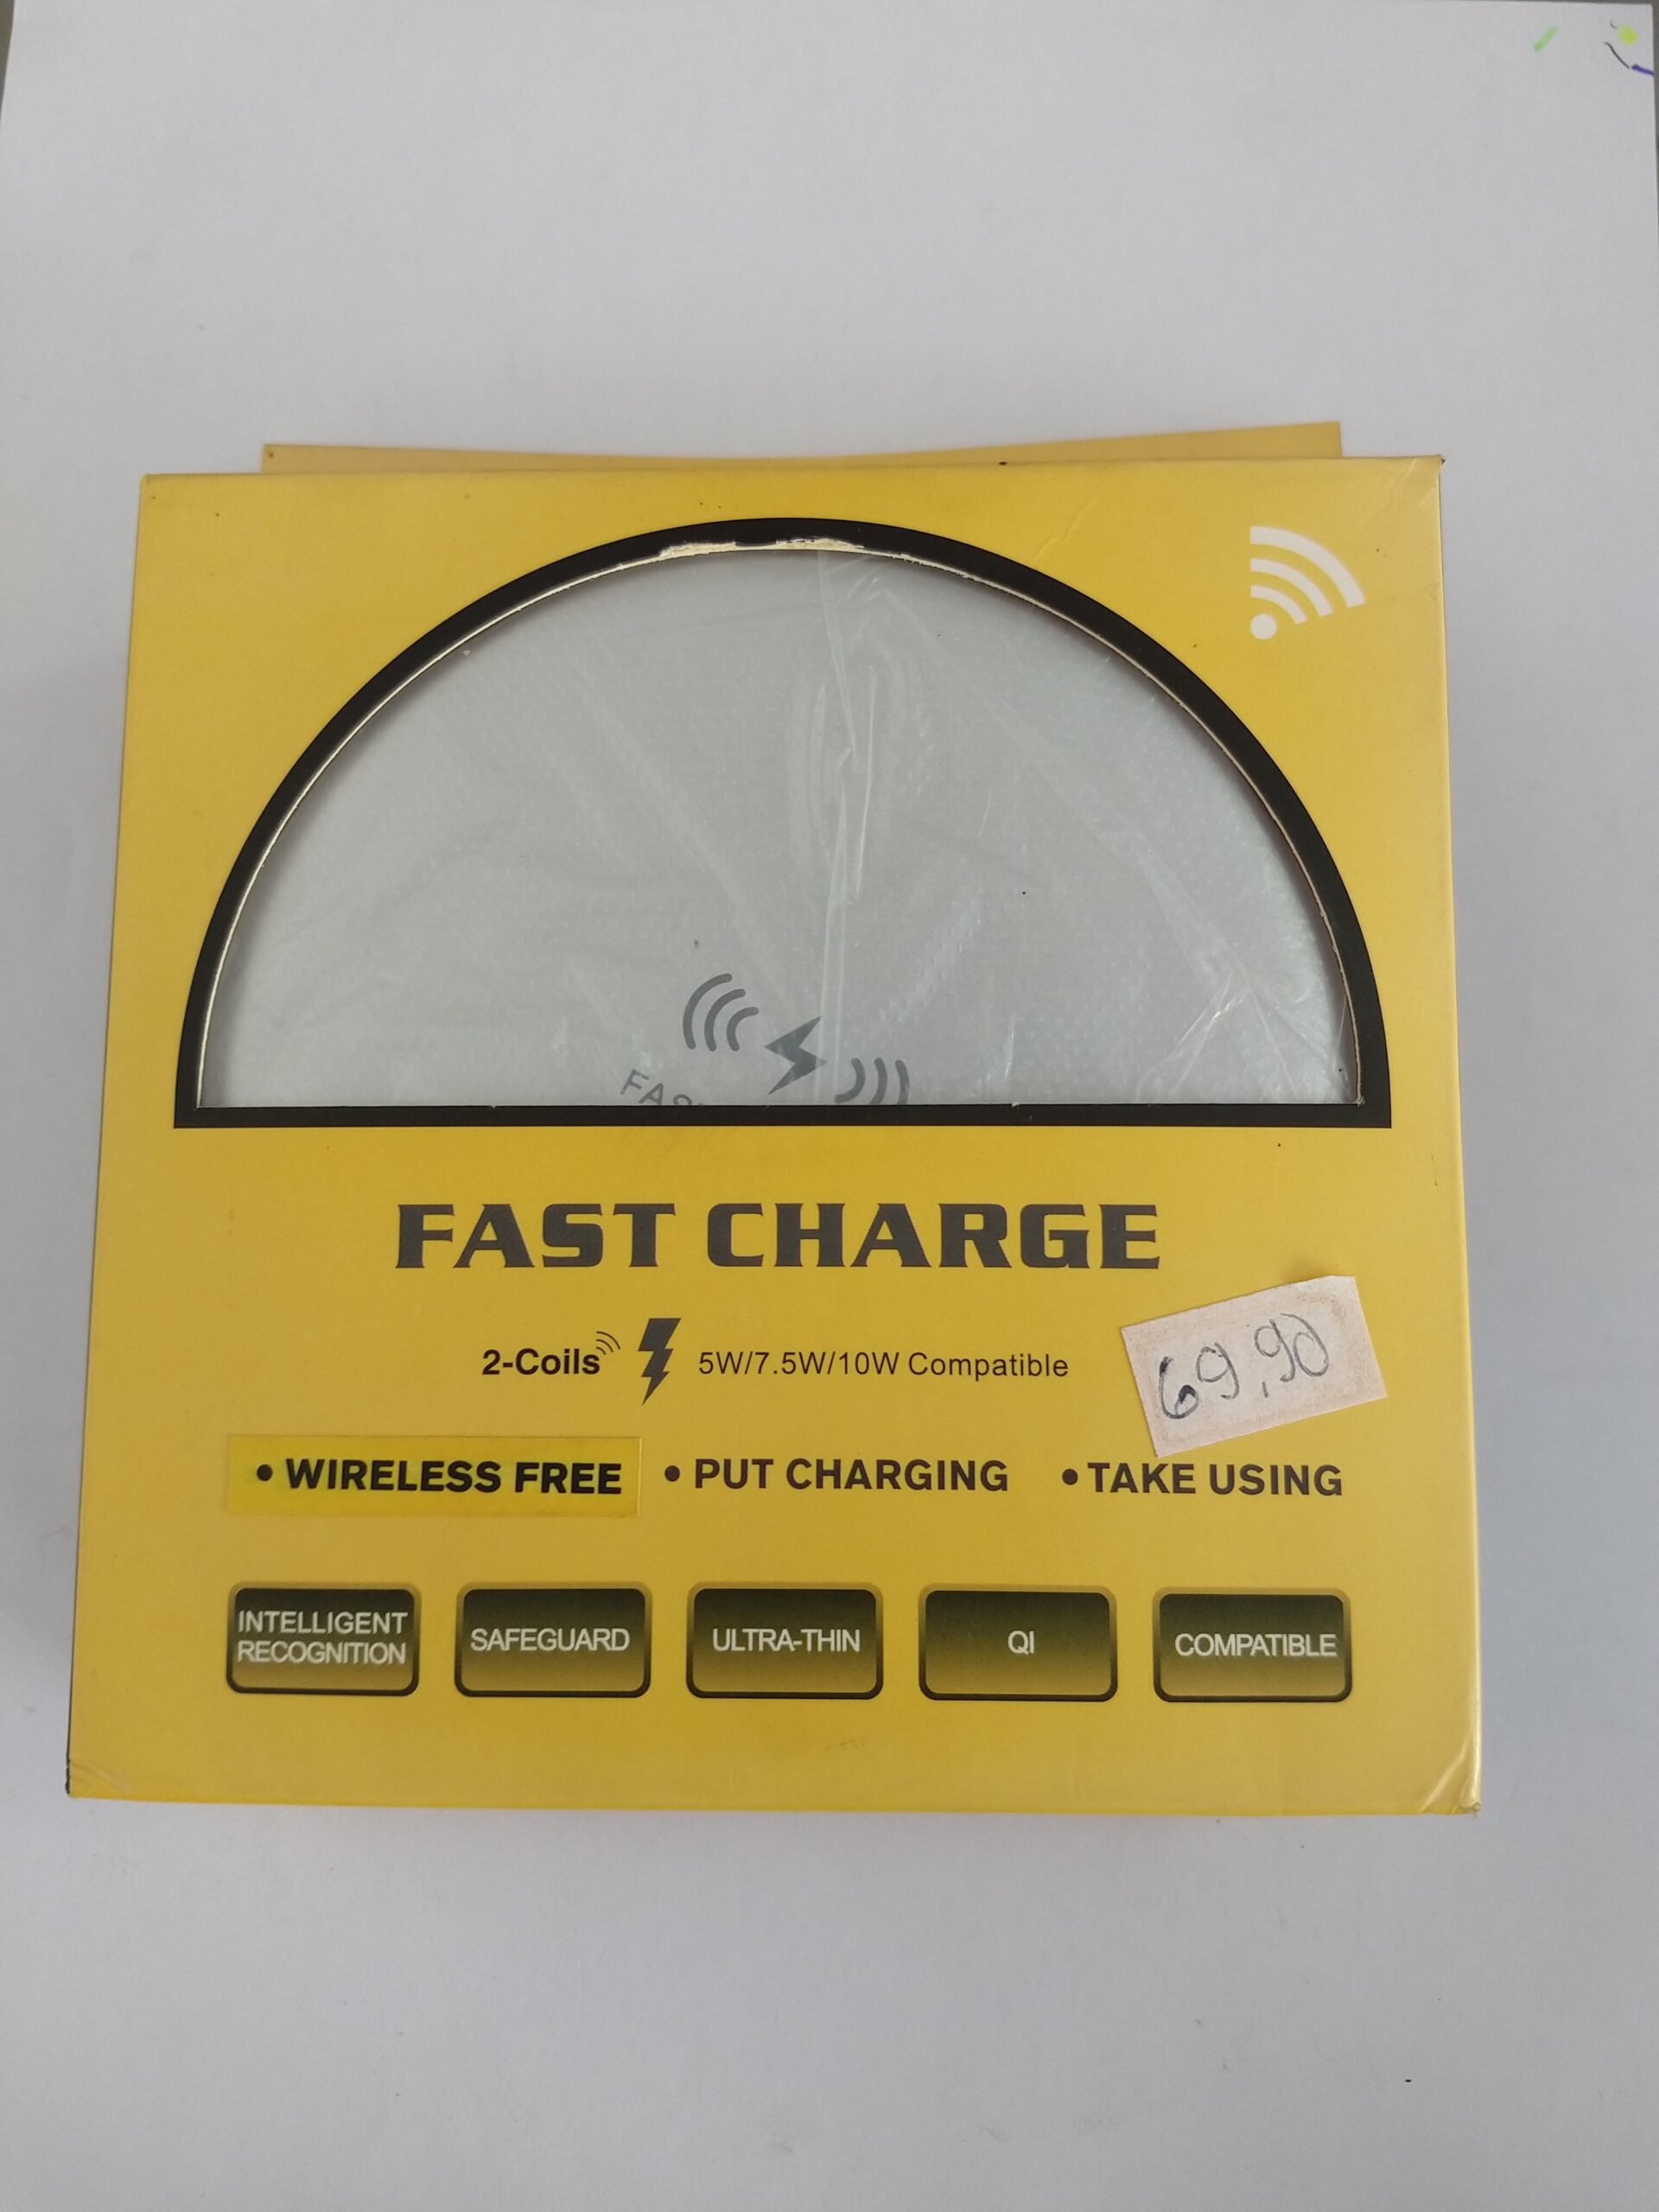 FAS
FAST CHARGE
2-Coils 5W/7.5W/10W Compatible
69,90
• WIRELESS FREE • PUT CHARGING • TAKE USING
INTELLIGENT
RECOGNITION
SAFEGUARD
ULTRA-THIN
QI
COMPATIBLE